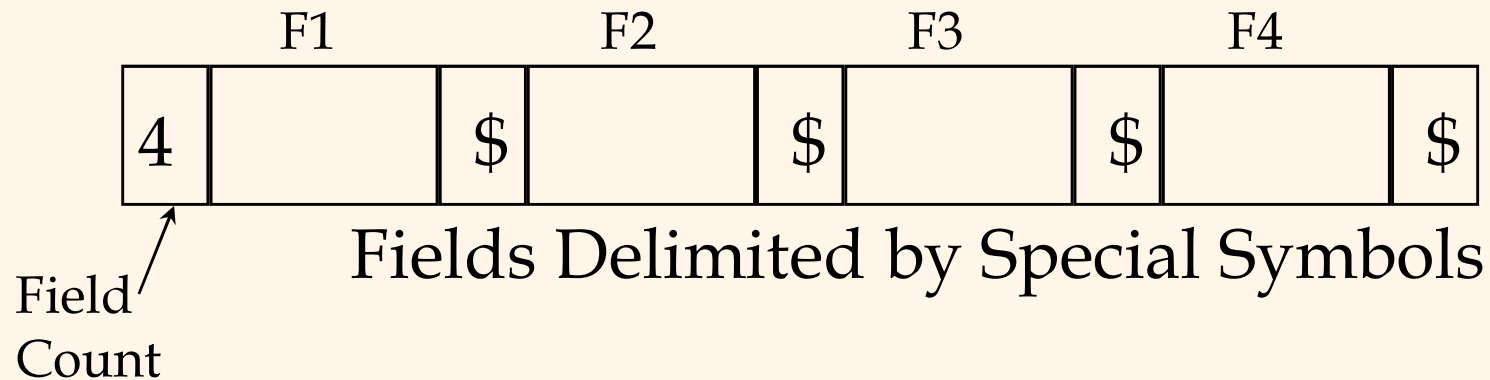 F1 F2 F3 F4
4 $ $ $ $
Fields Delimited by Special Symbols
Field
Count